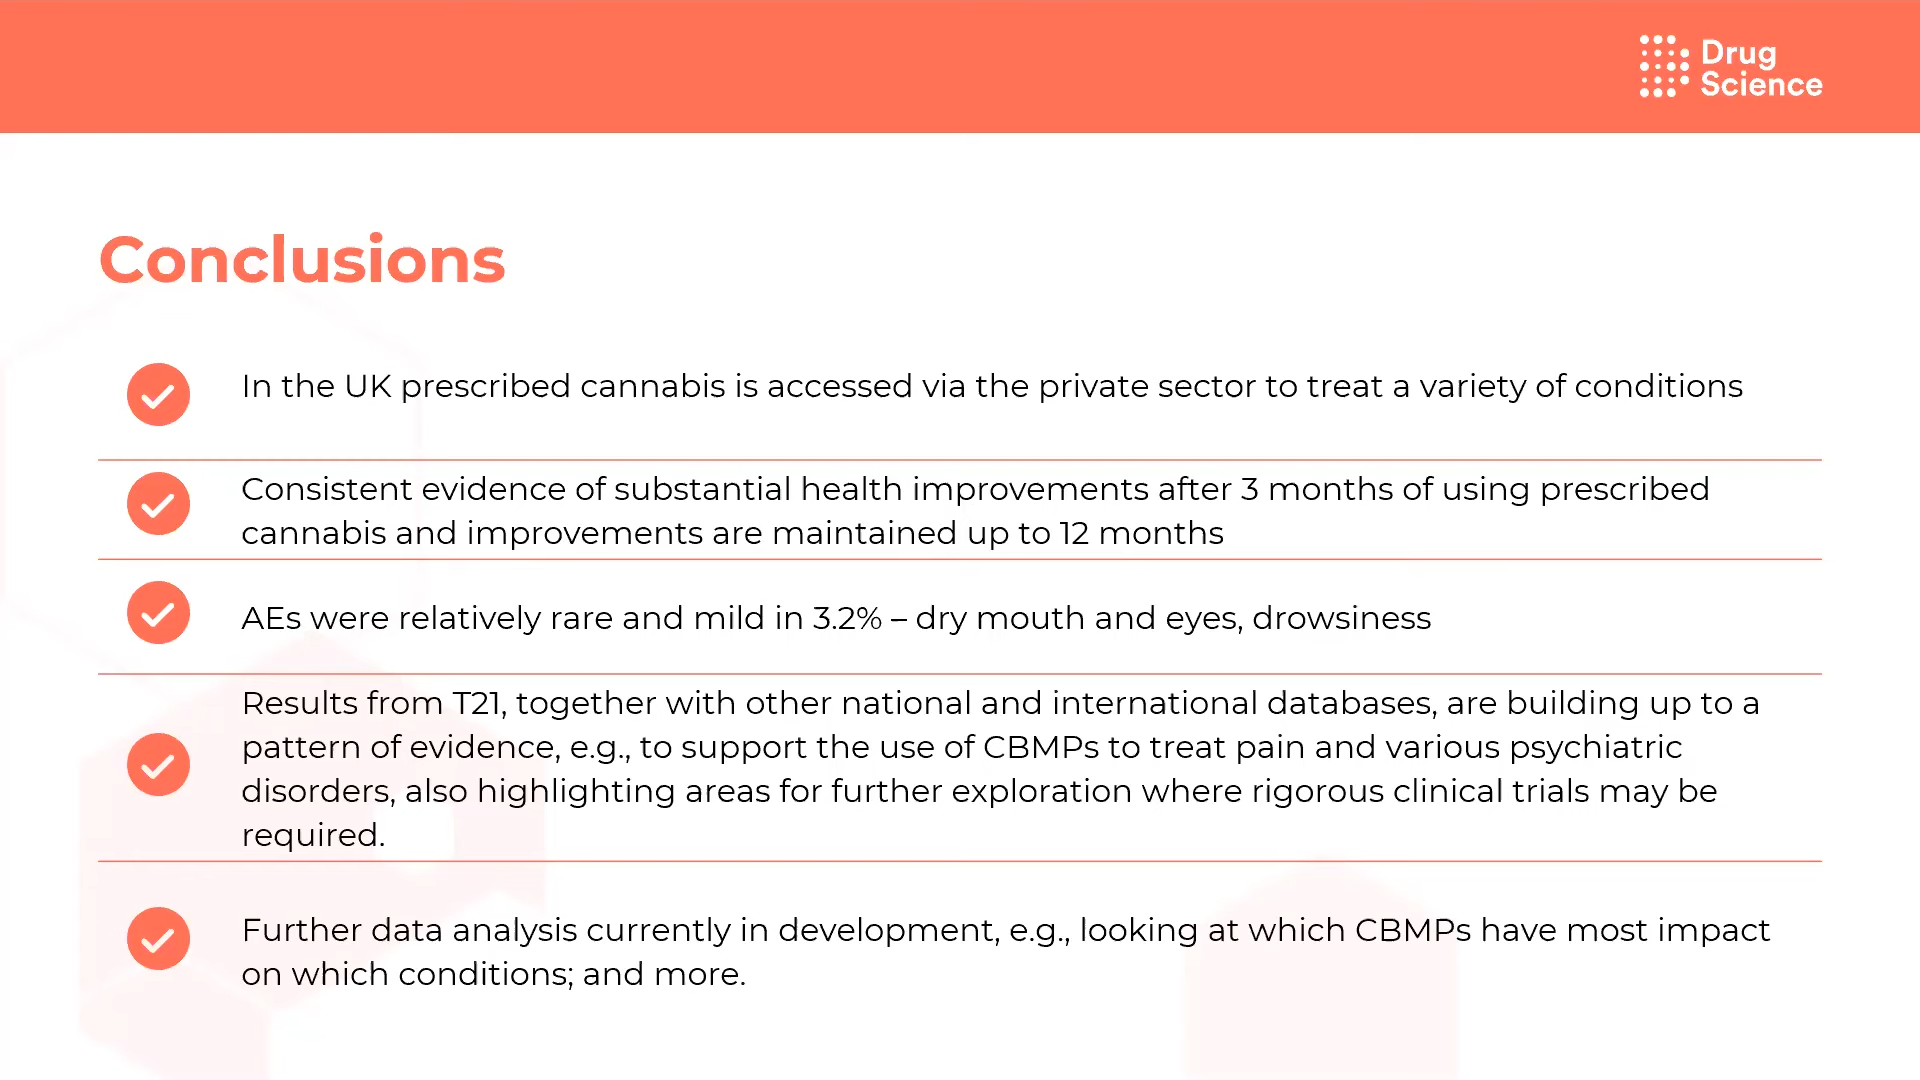 Drug
Science
Conclusions
In the UK prescribed cannabis is accessed via the private sector to treat a variety of conditions
Consistent evidence of substantial health improvements after 3 months of using prescribed
cannabis and improvements are maintained up to 12 months
AEs were relatively rare and mild in 3.2% – dry mouth and eyes, drowsiness
Results from T21, together with other national and international databases, are building up to a
pattern of evidence, e.g., to support the use of CBMPs to treat pain and various psychiatric
disorders, also highlighting areas for further exploration where rigorous clinical trials may be
required.
Further data analysis currently in development, e.g., looking at which CBMPs have most impact
on which conditions; and more.